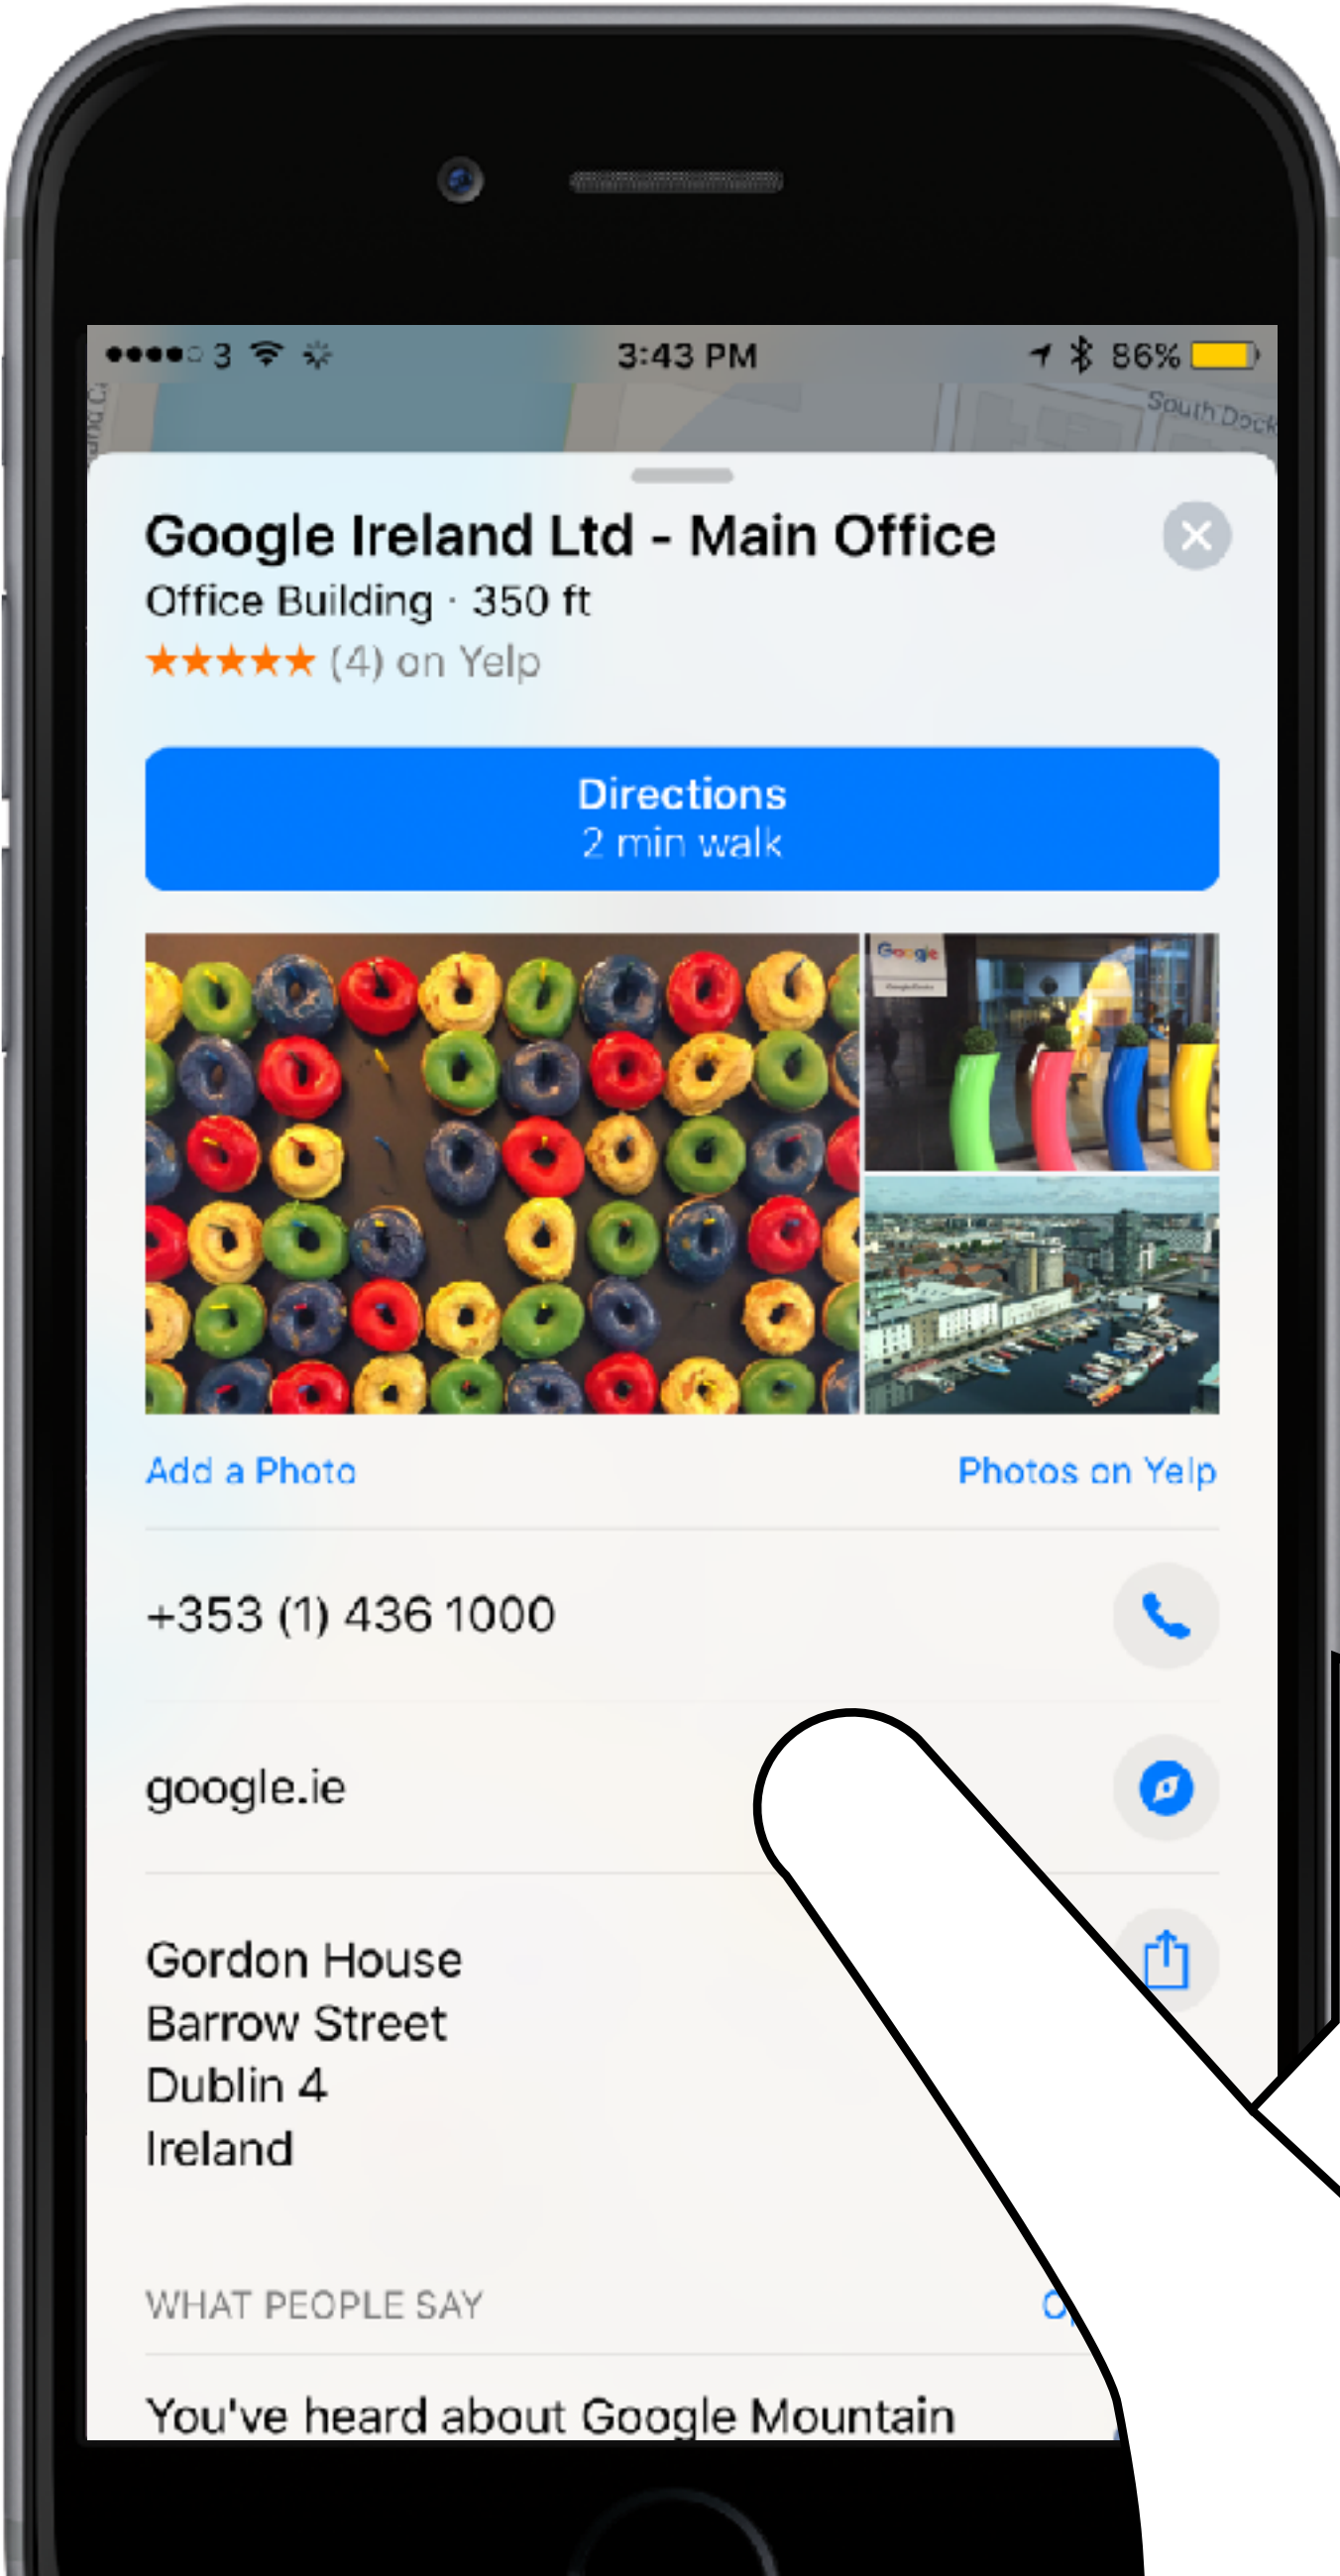 3 3:43 PM 86%
South Dock
Google Ireland Ltd - Main Office
Office Building · 350 ft
(4) on Yelp
Directions
2 min walk
Google
Add a Photo
Photos on Yelp
+353 (1) 436 1000
google.ie
Gordon House
Barrow Street
Dublin 4
Ireland
WHAT PEOPLE SAY
You've heard about Google Mountain